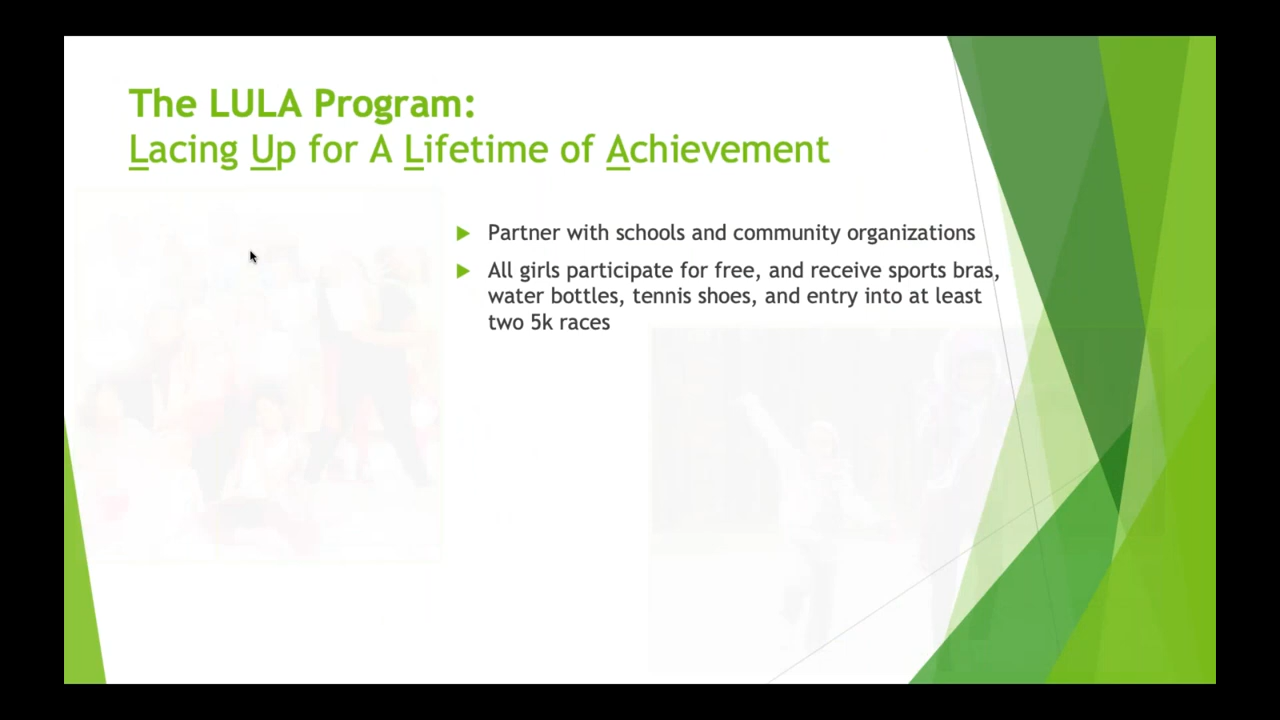 The LULA Program:
Lacing Up for A Lifetime of Achievement
Partner with schools and community organizations
All girls participate for free, and receive sports bras,
water bottles, tennis shoes, and entry into at least
two 5k races